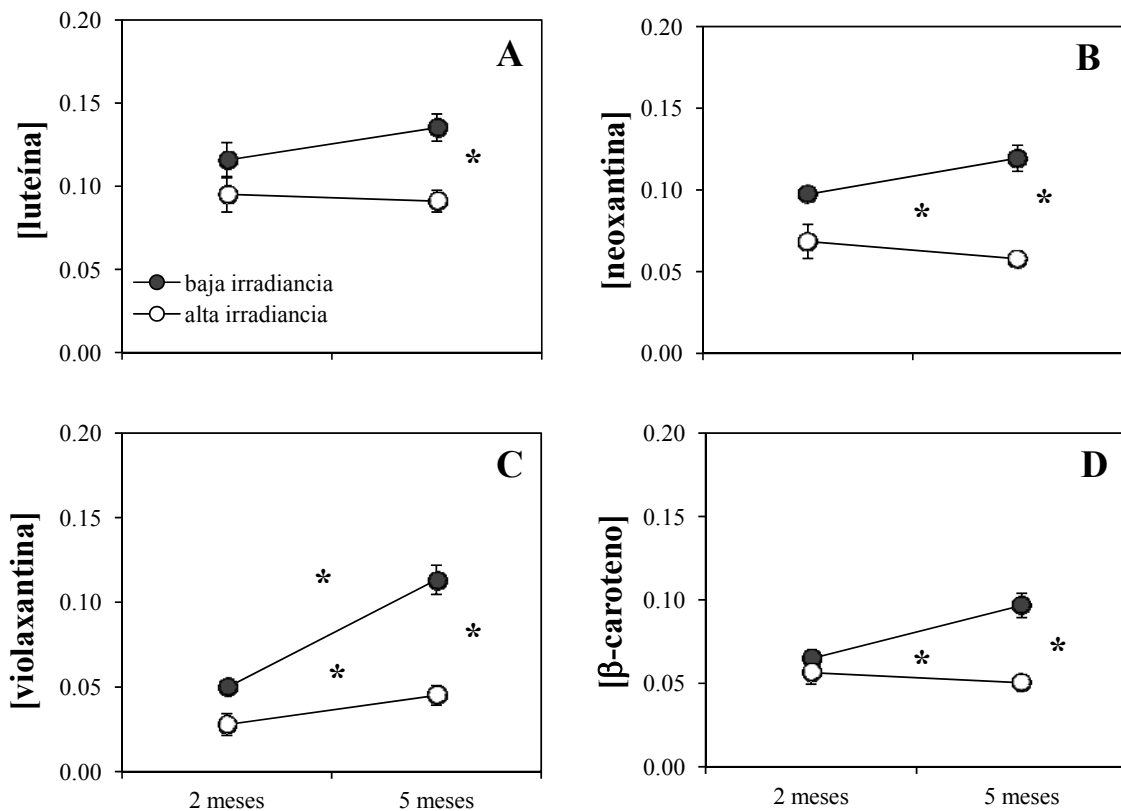 0.20
0.15
0.10
0.05
0.00
[luteína]
A
*
baja irradiancia
alta irradiancia
0.20
0.15
0.10
0.05
0.00
[neoxantina]
B
*
*
0.20
0.15
0.10
0.05
0.00
[violaxantina]
C
*
*
*
2 meses 5 meses
0.20
0.15
0.10
0.05
0.00
[β-caroteno]
D
*
*
2 meses 5 meses